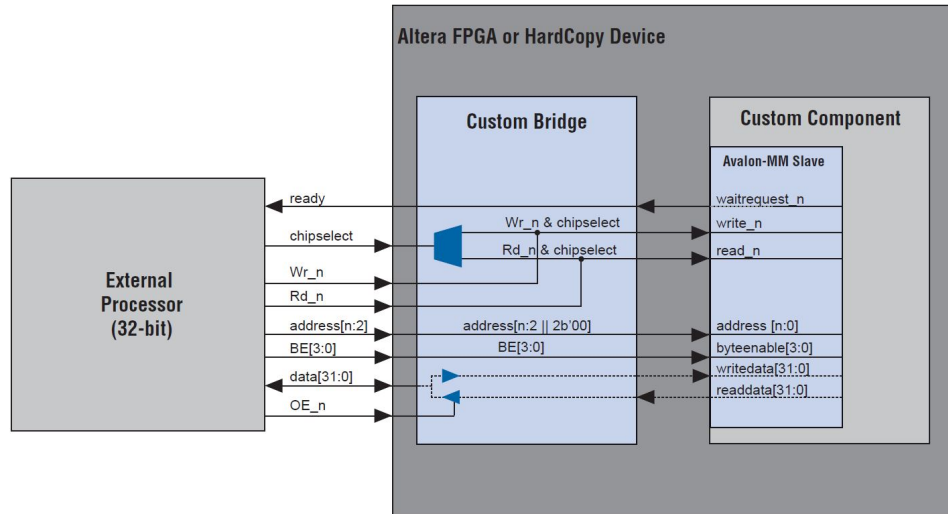 Altera FPGA or HardCopy Device
Custom Bridge
Custom Component
Avalon-MM Slave
External
Processor
(32-bit)
ready
waitrequest_n
Wr_n & chipselect
write_n
chipselect
Rd_n & chipselect
read_n
Wr_n
Rd_n
address[n:2]
address[n:2 || 2b'00]
address [n:0]
BE[3:0]
BE[3:0]
byteenable[3:0]
writedata[31:0]
data[31:0]
readdata[31:0]
OE_n